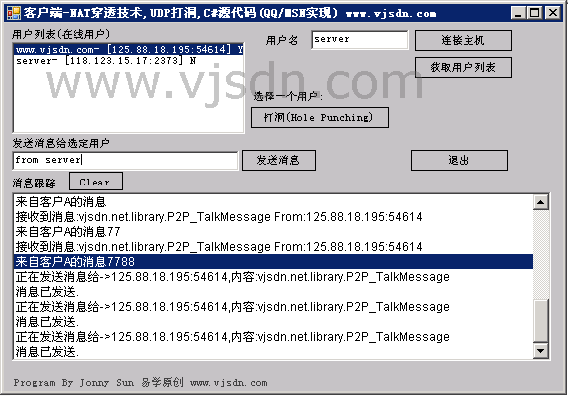 客户端-NAT穿透技术,UDP打洞,C#源代码(QQ/MSN实现) www.vjsdn.com
用户列表(在线用户)
用户名
server
连接主机
www.vjsdn.com- [125.88.18.195:54614] Y
server- [118.123.15.17:2373] N
获取用户列表
www.vjsdn.com
选择一个用户:
打洞(Hole Punching)
发送消息给选定用户
from server
发送消息
退出
消息跟踪
Clear
来自客户A的消息
接收到消息:vjsdn.net.library.P2P_TalkMessage From:125.88.18.195:54614
来自客户A的消息77
接收到消息:vjsdn.net.library.P2P_TalkMessage From:125.88.18.195:54614
来自客户A的消息7788
正在发送消息给->125.88.18.195:54614,内容:vjsdn.net.library.P2P_TalkMessage
消息已发送.
正在发送消息给->125.88.18.195:54614,内容:vjsdn.net.library.P2P_TalkMessage
消息已发送.
正在发送消息给->125.88.18.195:54614,内容:vjsdn.net.library.P2P_TalkMessage
消息已发送.
Program By Jonny Sun 易学原创 www.vjsdn.com